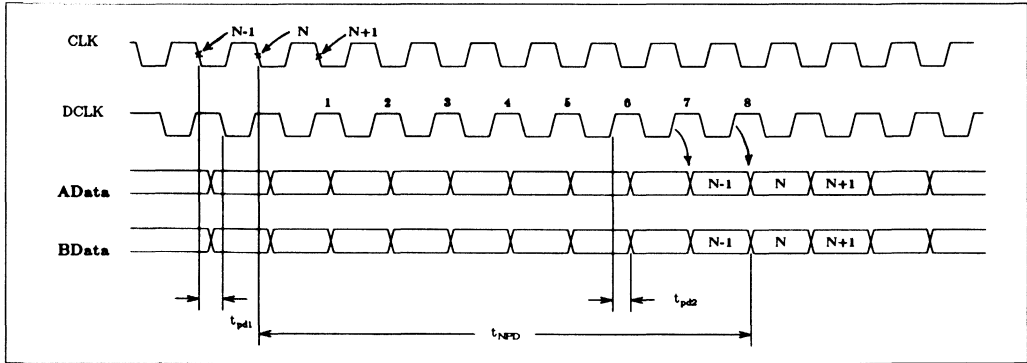 CLK N-1 N N+1
DCLK 1 2 3 4 5 6 7 8
AData N-1 N N+1
BData N-1 N N+1
tpd1 tpd2
tNPD